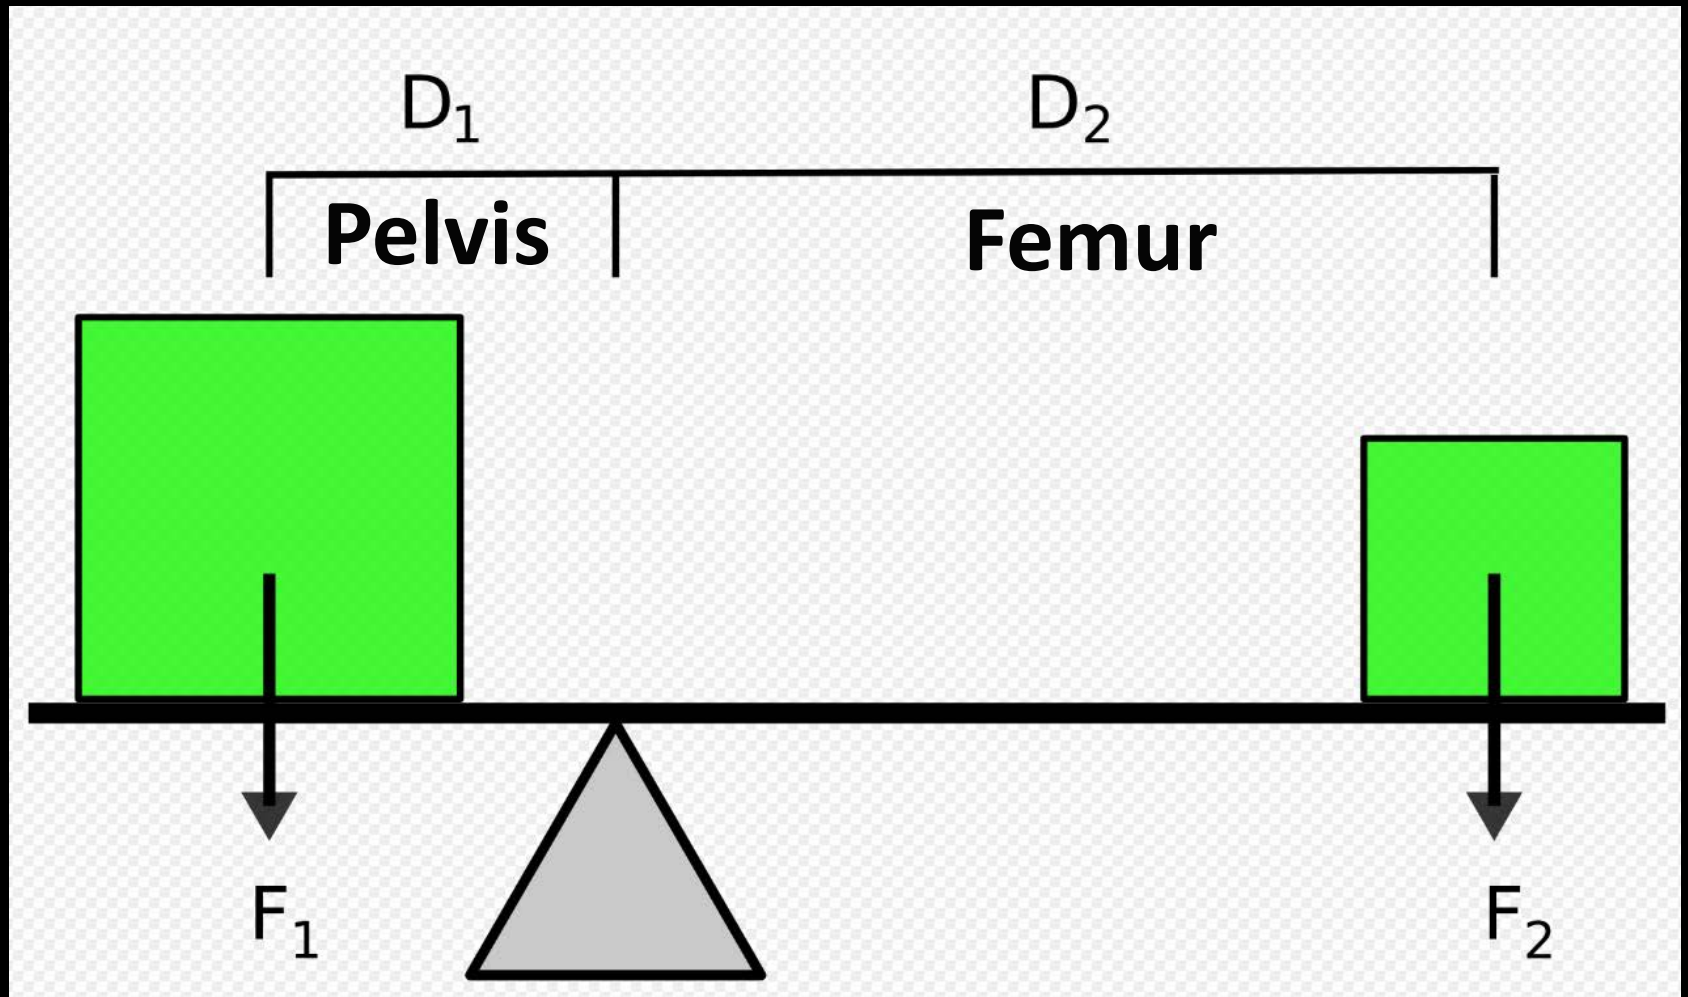 D₁ D₂
Pelvis Femur
F₁ F₂